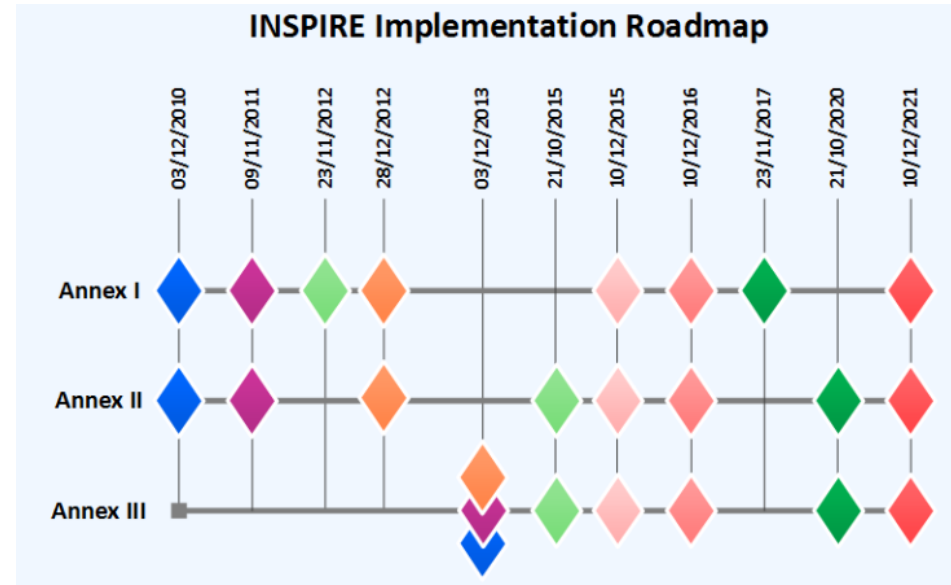 INSPIRE Implementation Roadmap
03/12/2010
09/11/2011
23/11/2012
28/12/2012
03/12/2013
21/10/2015
10/12/2015
10/12/2016
23/11/2017
21/10/2020
10/12/2021
Annex I
Annex II
Annex III